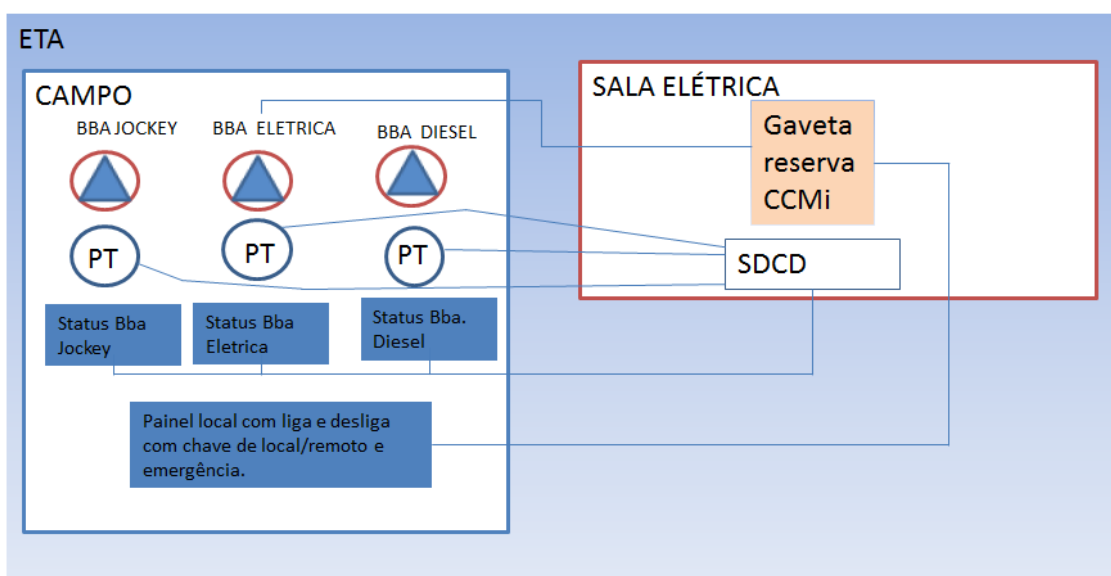 ETA
CAMPO
BBA JOCKEY
BBA ELETRICA
BBA DIESEL
PT
PT
PT
Status Bba
Jockey
Status Bba
Eletrica
Status Bba.
Diesel
Painel local com liga e desliga
com chave de local/remoto e
emergência.
SALA ELÉTRICA
Gaveta
reserva
CCMi
SDCD